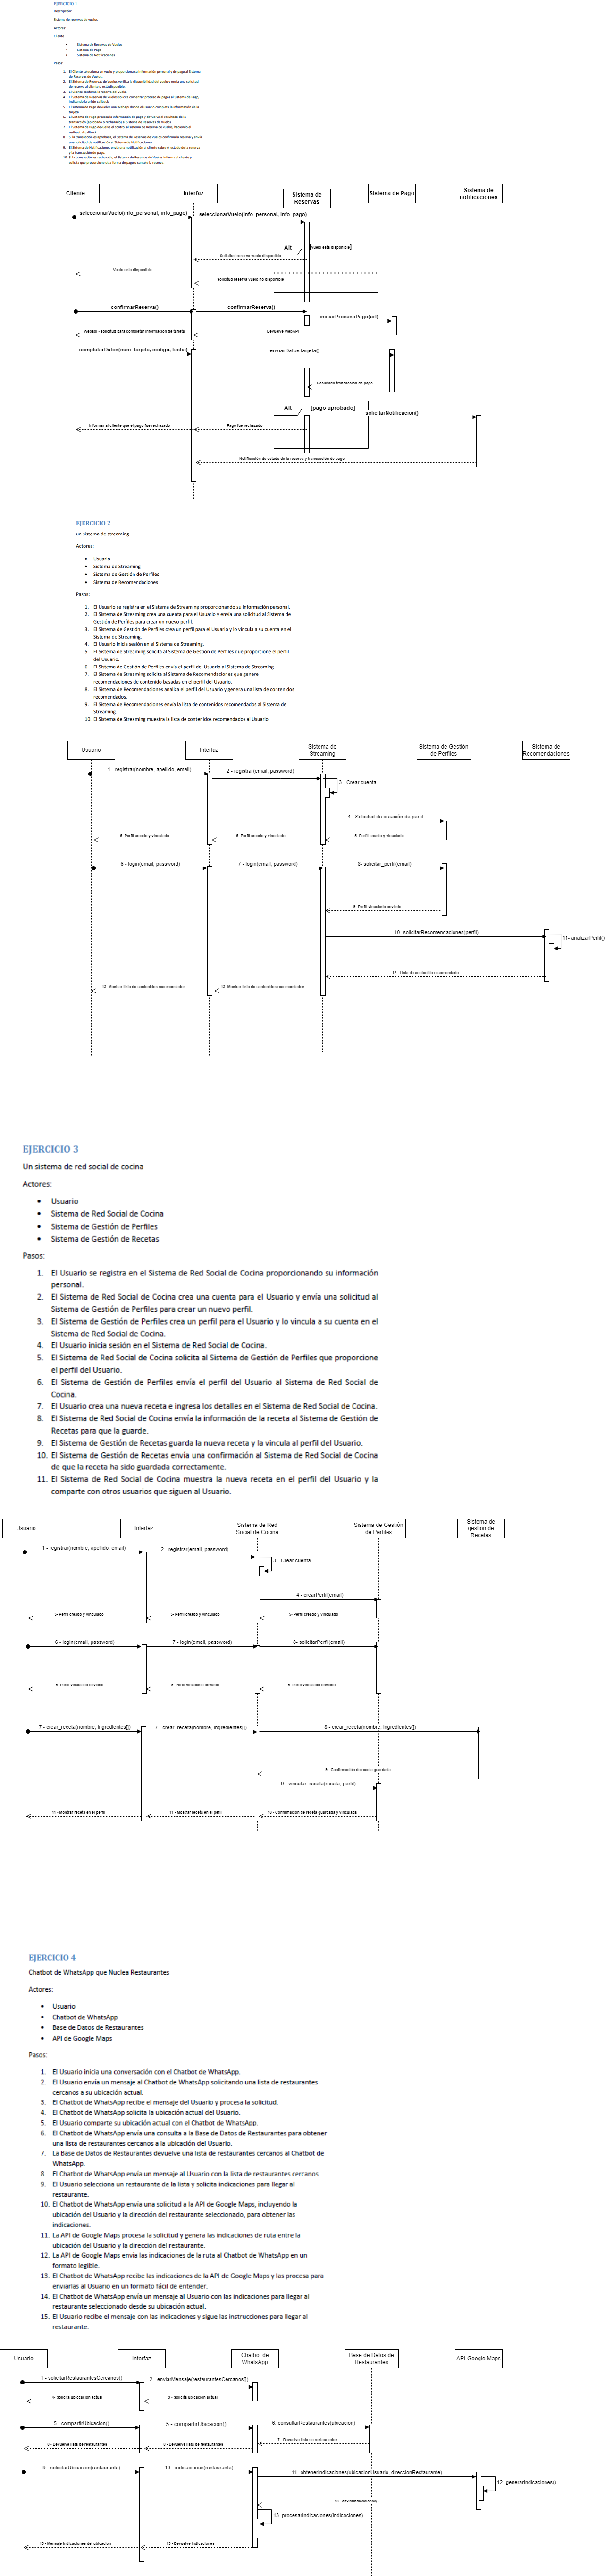 EJERCICIO 1
Descripción:
Sistema de reservas de vuelos
Actores:
Cliente
• Sistema de Reservas de Vuelos
• Sistema de Pago
• Sistema de Notificaciones
Pasos:
1. El Cliente selecciona un vuelo y proporciona su información personal y de pago al Sistema
de Reservas de Vuelos.
2. El Sistema de Reservas de Vuelos verifica la disponibilidad del vuelo y envía una solicitud
de reserva al cliente si está disponible.
3. El Cliente confirma la reserva del vuelo.
4. El Sistema de Reservas de Vuelos solicita comenzar proceso de pagos al Sistema de Pago,
indicando la url de callback.
5. El sistema de Pago devuelve una WebApi donde el usuario completa la información de la
tarjeta
6. El Sistema de Pago procesa la información de pago y devuelve el resultado de la
transacción (aprobado o rechazado) al Sistema de Reservas de Vuelos.
7. El Sistema de Pago devuelve el control al sistema de Reserva de vuelos, haciendo el
redirect al callback.
8. Si la transacción es aprobada, el Sistema de Reservas de Vuelos confirma la reserva y envía
una solicitud de notificación al Sistema de Notificaciones.
9. El Sistema de Notificaciones envía una notificación al cliente sobre el estado de la reserva
y la transacción de pago.
10. Si la transacción es rechazada, el Sistema de Reservas de Vuelos informa al cliente y
solicita que proporcione otra forma de pago o cancele la reserva.
Cliente
Interfaz
Sistema de
Reservas
Sistema de Pago
Sistema de
notificaciones
seleccionarVuelo(info_personal, info_pago)
seleccionarVuelo(info_personal, info_pago)
Alt
[vuelo esta disponible]
Solicitud reserva vuelo disponible
Vuelo esta disponible
Solicitud reserva vuelo no disponible
confirmarReserva()
confirmarReserva()
iniciarProcesoPago(url)
Webapi - solicitud para completar informacion de tarjeta
Devuelve WebAPI
completarDatos(num_tarjeta, codigo, fecha)
enviarDatosTarjeta()
Resultado transacción de pago
Alt
[pago aprobado]
solicitarNotificacion()
Informar al cliente que el pago fue rechazado
Pago fue rechazado
Notificación de estado de la reserva y transacción de pago
EJERCICIO 2
un sistema de streaming
Actores:
• Usuario
• Sistema de Streaming
• Sistema de Gestión de Perfiles
• Sistema de Recomendaciones
Pasos:
1. El Usuario se registra en el Sistema de Streaming proporcionando su información personal.
2. El Sistema de Streaming crea una cuenta para el Usuario y envía una solicitud al Sistema de
Gestión de Perfiles para crear un nuevo perfil.
3. El Sistema de Gestión de Perfiles crea un perfil para el Usuario y lo vincula a su cuenta en el
Sistema de Streaming.
4. El Usuario inicia sesión en el Sistema de Streaming.
5. El Sistema de Streaming solicita al Sistema de Gestión de Perfiles que proporcione el perfil
del Usuario.
6. El Sistema de Gestión de Perfiles envía el perfil del Usuario al Sistema de Streaming.
7. El Sistema de Streaming solicita al Sistema de Recomendaciones que genere
recomendaciones de contenido basadas en el perfil del Usuario.
8. El Sistema de Recomendaciones analiza el perfil del Usuario y genera una lista de contenidos
recomendados.
9. El Sistema de Recomendaciones envía la lista de contenidos recomendados al Sistema de
Streaming.
10. El Sistema de Streaming muestra la lista de contenidos recomendados al Usuario.
Usuario
Interfaz
Sistema de
Streaming
Sistema de Gestión
de Perfiles
Sistema de
Recomendaciones
1 - registrar(nombre, apellido, email)
2 - registrar(email, password)
3 - Crear cuenta
4 - Solicitud de creación de perfil
5- Perfil creado y vinculado
5- Perfil creado y vinculado
5- Perfil creado y vinculado
6 - login(email, password)
7 - login(email, password)
8- solicitar_perfil(email)
9- Perfil vinculado enviado
10- solicitarRecomendaciones(perfil)
11- analizarPerfil()
12 - Lista de contenido recomendado
13- Mostrar lista de contenidos recomendados
13- Mostrar lista de contenidos recomendados
EJERCICIO 3
Un sistema de red social de cocina
Actores:
• Usuario
• Sistema de Red Social de Cocina
• Sistema de Gestión de Perfiles
• Sistema de Gestión de Recetas
Pasos:
1. El Usuario se registra en el Sistema de Red Social de Cocina proporcionando su información
personal.
2. El Sistema de Red Social de Cocina crea una cuenta para el Usuario y envía una solicitud al
Sistema de Gestión de Perfiles para crear un nuevo perfil.
3. El Sistema de Gestión de Perfiles crea un perfil para el Usuario y lo vincula a su cuenta en el
Sistema de Red Social de Cocina.
4. El Usuario inicia sesión en el Sistema de Red Social de Cocina.
5. El Sistema de Red Social de Cocina solicita al Sistema de Gestión de Perfiles que proporcione
el perfil del Usuario.
6. El Sistema de Gestión de Perfiles envía el perfil del Usuario al Sistema de Red Social de
Cocina.
7. El Usuario crea una nueva receta e ingresa los detalles en el Sistema de Red Social de Cocina.
8. El Sistema de Red Social de Cocina envía la información de la receta al Sistema de Gestión de
Recetas para que la guarde.
9. El Sistema de Gestión de Recetas guarda la nueva receta y la vincula al perfil del Usuario.
10. El Sistema de Gestión de Recetas envía una confirmación al Sistema de Red Social de Cocina
de que la receta ha sido guardada correctamente.
11. El Sistema de Red Social de Cocina muestra la nueva receta en el perfil del Usuario y la
comparte con otros usuarios que siguen al Usuario.
Usuario
Interfaz
Sistema de Red
Social de Cocina
Sistema de Gestión
de Perfiles
Sistema de
gestión de
Recetas
1 - registrar(nombre, apellido, email)
2 - registrar(email, password)
3 - Crear cuenta
4 - crearPerfil(email)
5- Perfil creado y vinculado
5- Perfil creado y vinculado
5- Perfil creado y vinculado
6 - login(email, password)
7 - login(email, password)
8- solicitarPerfil(email)
9- Perfil vinculado enviado
9- Perfil vinculado enviado
9- Perfil vinculado enviado
7 - crear_receta(nombre, ingredientes[])
7 - crear_receta(nombre, ingredientes[])
8 - crear_receta(nombre, ingredientes[])
9 - Confirmación de receta guardada
9 - vincular_receta(receta, perfil)
11 - Mostrar receta en el perfil
11 - Mostrar receta en el perfil
10 - Confirmacion de receta guardada y vinculada
EJERCICIO 4
Chatbot de WhatsApp que Nuclea Restaurantes
Actores:
• Usuario
• Chatbot de WhatsApp
• Base de Datos de Restaurantes
• API de Google Maps
Pasos:
1. El Usuario inicia una conversación con el Chatbot de WhatsApp.
2. El Usuario envía un mensaje al Chatbot de WhatsApp solicitando una lista de restaurantes
cercanos a su ubicación actual.
3. El Chatbot de WhatsApp recibe el mensaje del Usuario y procesa la solicitud.
4. El Chatbot de WhatsApp solicita la ubicación actual del Usuario.
5. El Usuario comparte su ubicación actual con el Chatbot de WhatsApp.
6. El Chatbot de WhatsApp envía una consulta a la Base de Datos de Restaurantes para obtener
una lista de restaurantes cercanos a la ubicación del Usuario.
7. La Base de Datos de Restaurantes devuelve una lista de restaurantes cercanos al Chatbot de
WhatsApp.
8. El Chatbot de WhatsApp envía un mensaje al Usuario con la lista de restaurantes cercanos.
9. El Usuario selecciona un restaurante de la lista y solicita indicaciones para llegar al
restaurante.
10. El Chatbot de WhatsApp envía una solicitud a la API de Google Maps, incluyendo la
ubicación del Usuario y la dirección del restaurante seleccionado, para obtener las
indicaciones.
11. La API de Google Maps procesa la solicitud y genera las indicaciones de ruta entre la
ubicación del Usuario y la dirección del restaurante.
12. La API de Google Maps envía las indicaciones de la ruta al Chatbot de WhatsApp en un
formato legible.
13. El Chatbot de WhatsApp recibe las indicaciones de la API de Google Maps y las procesa para
enviarlas al Usuario en un formato fácil de entender.
14. El Chatbot de WhatsApp envía un mensaje al Usuario con las indicaciones para llegar al
restaurante seleccionado desde su ubicación actual.
15. El Usuario recibe el mensaje con las indicaciones y sigue las instrucciones para llegar al
restaurante.
Usuario
Interfaz
Chatbot de
WhatsApp
Base de Datos de
Restaurantes
API Google Maps
1 - solicitarRestaurantesCercanos()
2 - enviarMensaje(restaurantesCercanos[])
4- Solicita ubicación actual
3 - Solicita ubicación actual
5 - compartirUbicacion()
5 - compartirUbicacion()
6. consultarRestaurantes(ubicacion)
7 - Devuelve lista de restaurantes
8 - Devuelve lista de restaurantes
8 - Devuelve lista de restaurantes
9 - solicitarUbicacion(restaurante)
10 - indicaciones(restaurante)
11- obtenerIndicaciones(ubicacionUsuario, direccionRestaurante)
12- generarIndicaciones()
13 - enviarIndicaciones()
13. procesarIndicaciones(indicaciones)
15 - Mensaje indicaciones del ubicacion
15 - Devuelve indicaciones